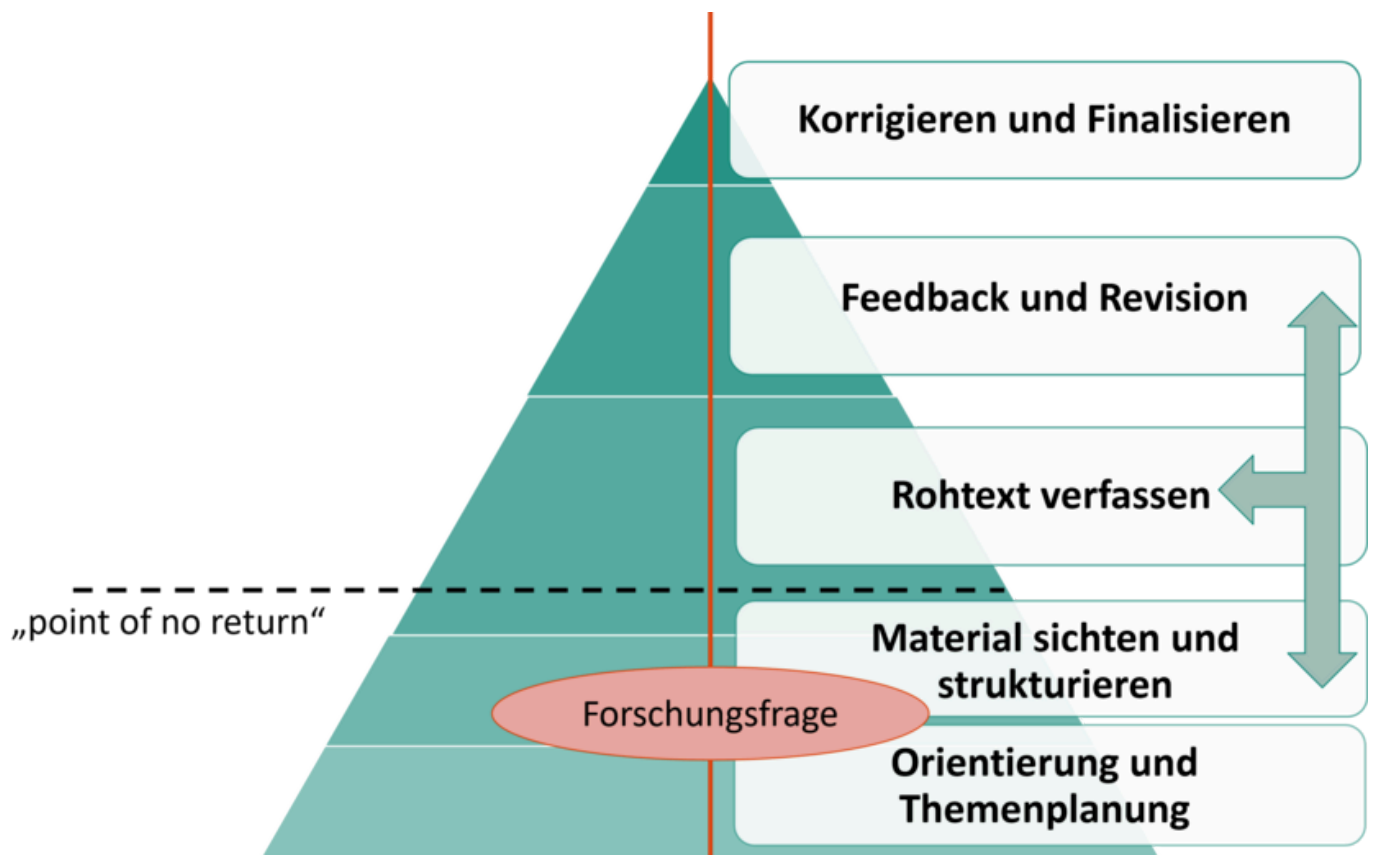 Korrigieren und Finalisieren
Feedback und Revision
Rohtext verfassen
„point of no return“
Material sichten und
strukturieren
Forschungsfrage
Orientierung und
Themenplanung